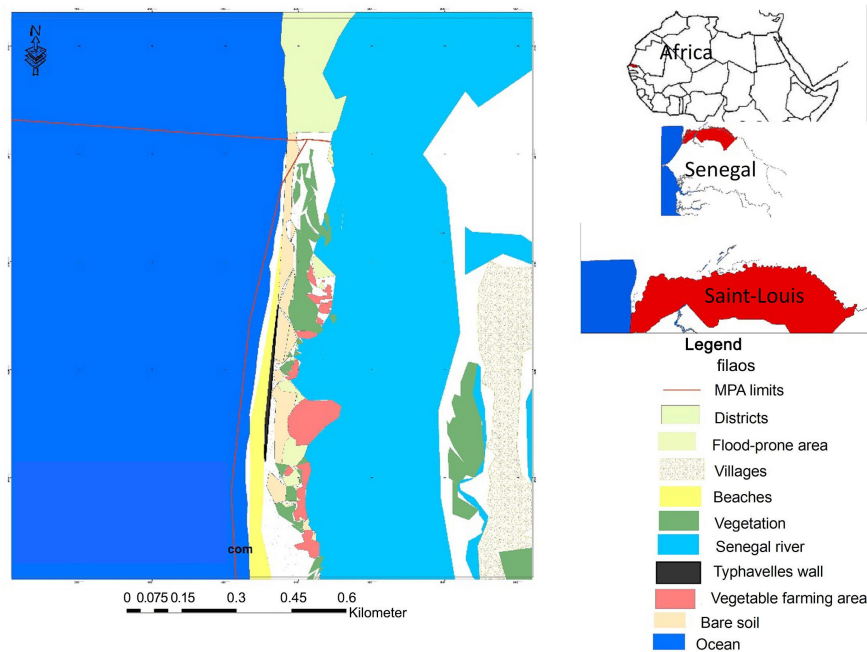 N
com
0 0.075 0.15 0.3 0.45 0.6
Kilometer
Africa
Senegal
Saint-Louis
Legend
filaos
MPA limits
Districts
Flood-prone area
Villages
Beaches
Vegetation
Senegal river
Typhavelles wall
Vegetable farming area
Bare soil
Ocean